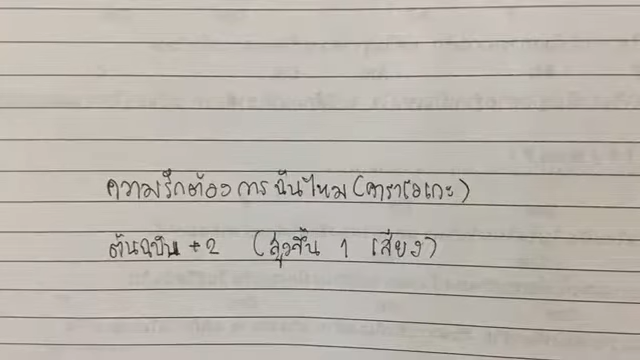 ความรักต้องการฉันไหม (คาราโอเกะ)
ต้นฉบับ +2 (สูงขึ้น 1 เสียง)